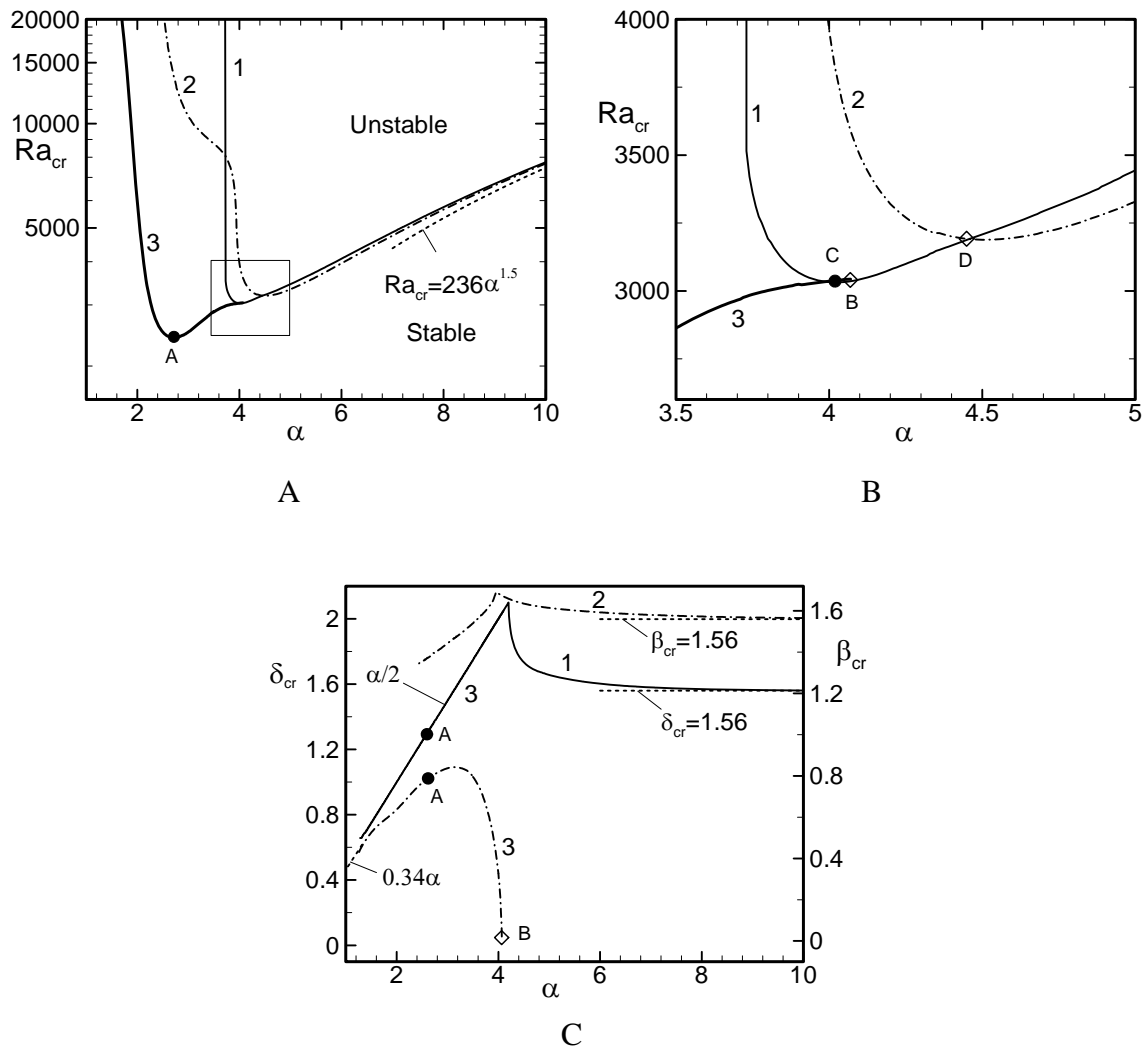 20000
15000
10000
Ra_cr
5000
1
2
3
Unstable
Ra_cr=236α^1.5
Stable
A
2
4
6
8
10
α
A
4000
3500
3000
Ra_cr
1
2
3
C
B
D
3.5
4
4.5
5
α
B
2
1.6
1.2
0.8
0.4
0
δ_cr
α/2
3
A
A
0.34α
3
B
2
β_cr=1.56
1
δ_cr=1.56
1.6
1.2
0.8
0.4
0
β_cr
2
4
6
8
10
α
C